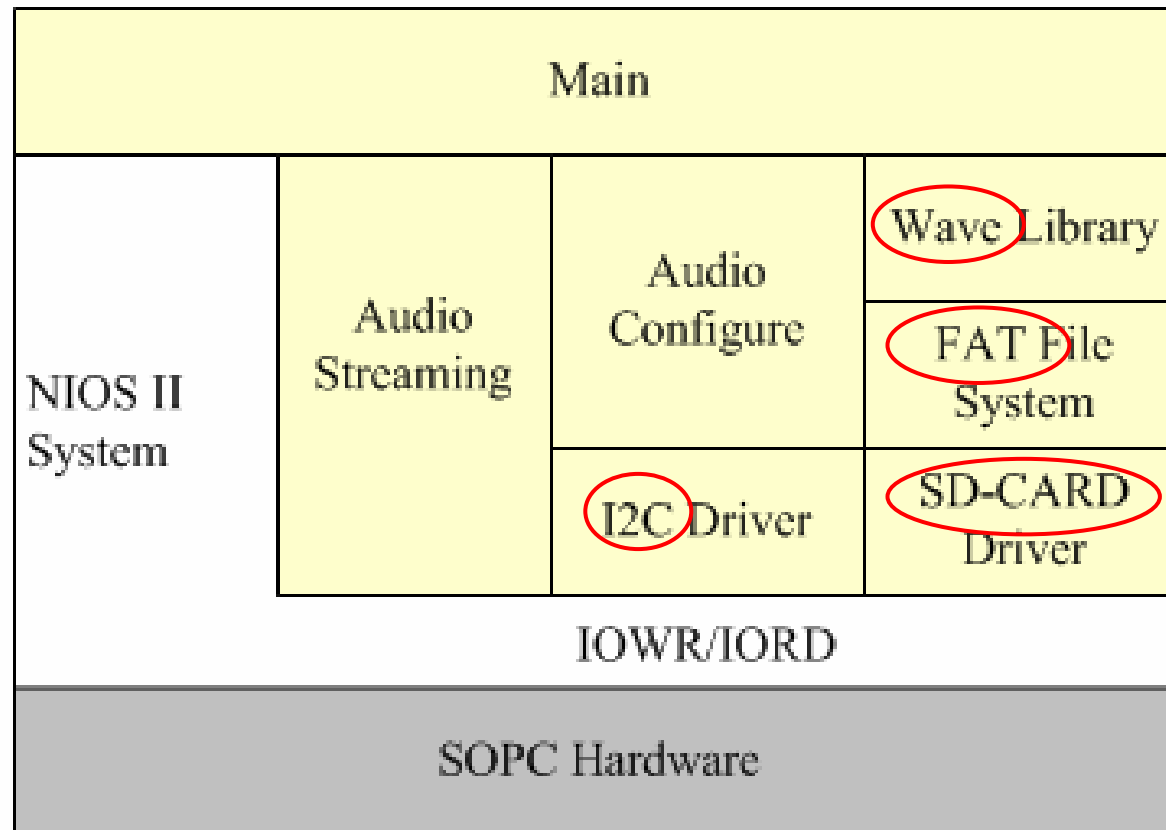 Main
NIOS II
System
Audio
Streaming
Audio
Configure
I2C Driver
Wave Library
FAT File
System
SD-CARD
Driver
IOWR/IORD
SOPC Hardware